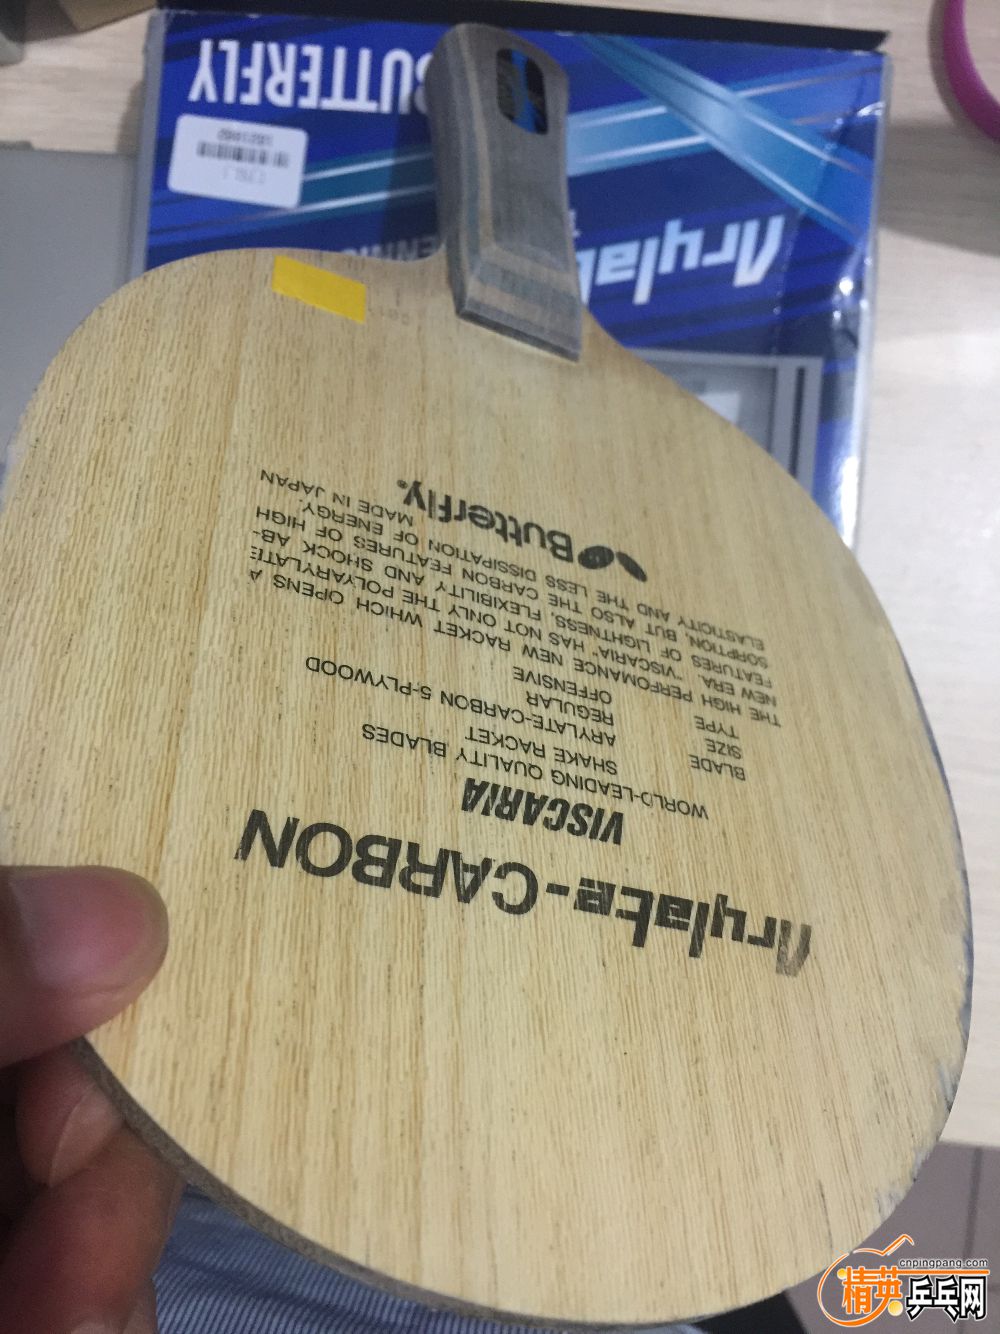 Arylate-CARBON
VISCARIA
WORLD-LEADING QUALITY BLADES
SHAKE RACKET
BLADE ARYLATE-CARBON 5-PLYWOOD
SIZE REGULAR
TYPE OFFENSIVE
THE HIGH PERFOMANCE NEW RACKET WHICH OPENS A
NEW ERA. "VISCARIA" HAS NOT ONLY THE POLYARYLATE
FEATURES OF LIGHTNESS, FLEXIBILITY AND SHOCK AB-
SORPTION, BUT ALSO THE CARBON FEATURES OF HIGH
ELASTICITY AND THE LESS DISSIPATION OF ENERGY.
MADE IN JAPAN
Butterfly®
Arylate
BUTTERFLY
cnpingpang.com
精英乒乓网